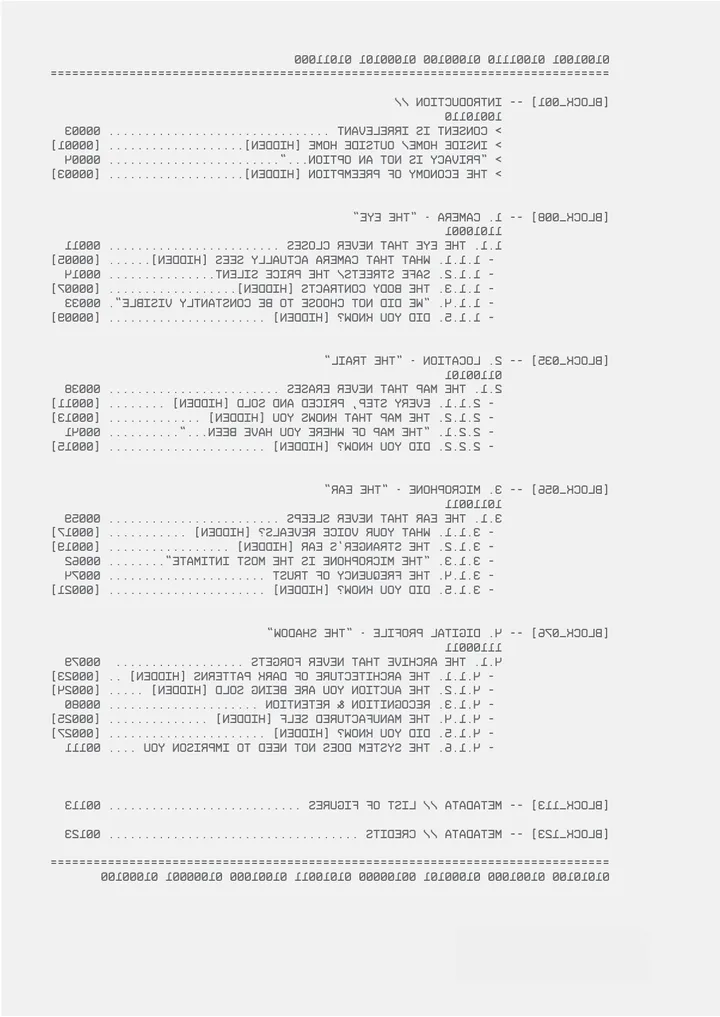 01001001 01001110 01000100 01000101 01011000
======================================================================
[BLOCK_001] -- INTRODUCTION //
10010110
> CONSENT IS IRRELEVANT ............................... 00003
> INSIDE HOME/ OUTSIDE HOME [HIDDEN]...................[00001]
> "PRIVACY IS NOT AN OPTION..."........................ 00004
> THE ECONOMY OF PREEMPTION [HIDDEN]...................[00003]
[BLOCK_008] -- 1. CAMERA · "THE EYE"
11010001
1.1. THE EYE THAT NEVER CLOSES ........................ 00011
- 1.1.1. WHAT THAT CAMERA ACTUALLY SEES [HIDDEN]......[00005]
- 1.1.2. SAFE STREETS/ THE PRICE SILENT............... 00014
- 1.1.3. THE BODY CONTRACTS [HIDDEN]..................[00007]
- 1.1.4. "WE DID NOT CHOOSE TO BE CONSTANTLY VISIBLE". 00033
- 1.1.5. DID YOU KNOW? [HIDDEN] ...................... [00009]
[BLOCK_035] -- 2. LOCATION · "THE TRAIL"
01100101
2.1. THE MAP THAT NEVER ERASES ........................ 00038
- 2.1.1. EVERY STEP, PRICED AND SOLD [HIDDEN] ........ [00011]
- 2.1.2. THE MAP THAT KNOWS YOU [HIDDEN] ............. [00013]
- 2.2.1. "THE MAP OF WHERE YOU HAVE BEEN...".......... 00041
- 2.2.2. DID YOU KNOW? [HIDDEN] ...................... [00015]
[BLOCK_056] -- 3. MICROPHONE · "THE EAR"
10110011
3.1. THE EAR THAT NEVER SLEEPS ........................ 00059
- 3.1.1. WHAT YOUR VOICE REVEALS? [HIDDEN] ........... [00017]
- 3.1.2. THE STRANGER'S EAR [HIDDEN] ................. [00019]
- 3.1.3. "THE MICROPHONE IS THE MOST INTIMATE"........ 00062
- 3.1.4. THE FREQUENCY OF TRUST ...................... 00074
- 3.1.5. DID YOU KNOW? [HIDDEN] ...................... [00021]
[BLOCK_076] -- 4. DIGITAL PROFILE · "THE SHADOW"
11100111
4.1. THE ARCHIVE THAT NEVER FORGETS .................. 00079
- 4.1.1. THE ARCHITECTURE OF DARK PATTERNS [HIDDEN] .. [00023]
- 4.1.2. THE AUCTION YOU ARE BEING SOLD [HIDDEN] ..... [00024]
- 4.1.3. RECOGNITION & RETENTION ..................... 00080
- 4.1.4. THE MANUFACTURED SELF [HIDDEN] .............. [00025]
- 4.1.5. DID YOU KNOW? [HIDDEN] ...................... [00027]
- 4.1.6. THE SYSTEM DOES NOT NEED TO IMPRISON YOU .... 00111
[BLOCK_113] -- METADATA // LIST OF FIGURES ........................... 00113
[BLOCK_123] -- METADATA // CREDITS ................................... 00123
======================================================================
01010100 01001000 01000101 00100000 01010011 01001000 01000001 01000100